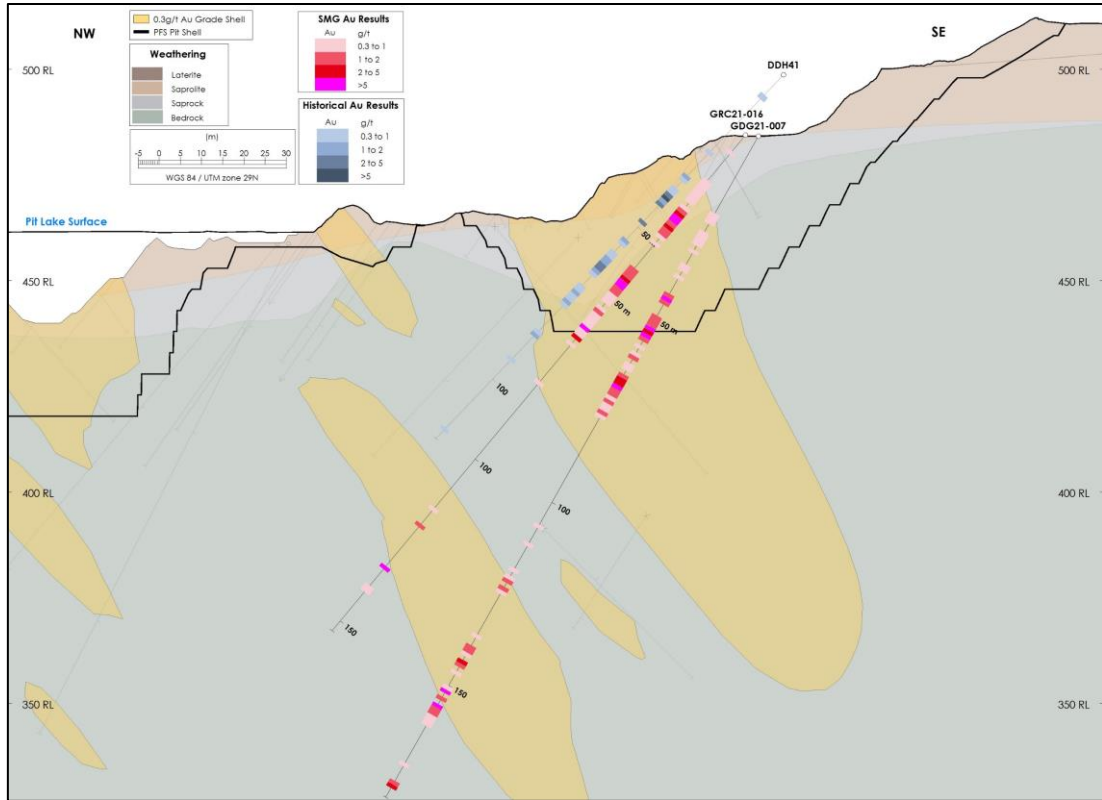 NW
SE
0.3g/t Au Grade Shell
PFS Pit Shell
Weathering
Laterite
Saprolite
Saprock
Bedrock
(m)
-5 0 5 10 15 20 25 30
WGS 84 / UTM zone 29N
SMG Au Results
Au g/t
0.3 to 1
1 to 2
2 to 5
>5
Historical Au Results
Au g/t
0.3 to 1
1 to 2
2 to 5
>5
500 RL
500 RL
DDH41
GRC21-016
GDG21-007
Pit Lake Surface
50
450 RL
450 RL
50 m
50 m
100
100
400 RL
400 RL
100
150
350 RL
350 RL
150